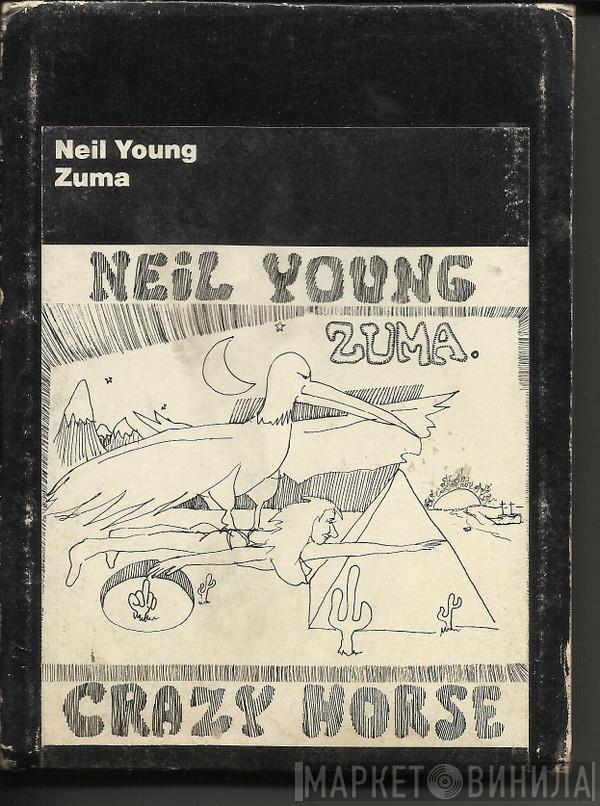 Neil Young
Zuma
NEiL YOUNG
ZUMA.
CRAZY HORSE
МАРКЕТ ВИНИЛА